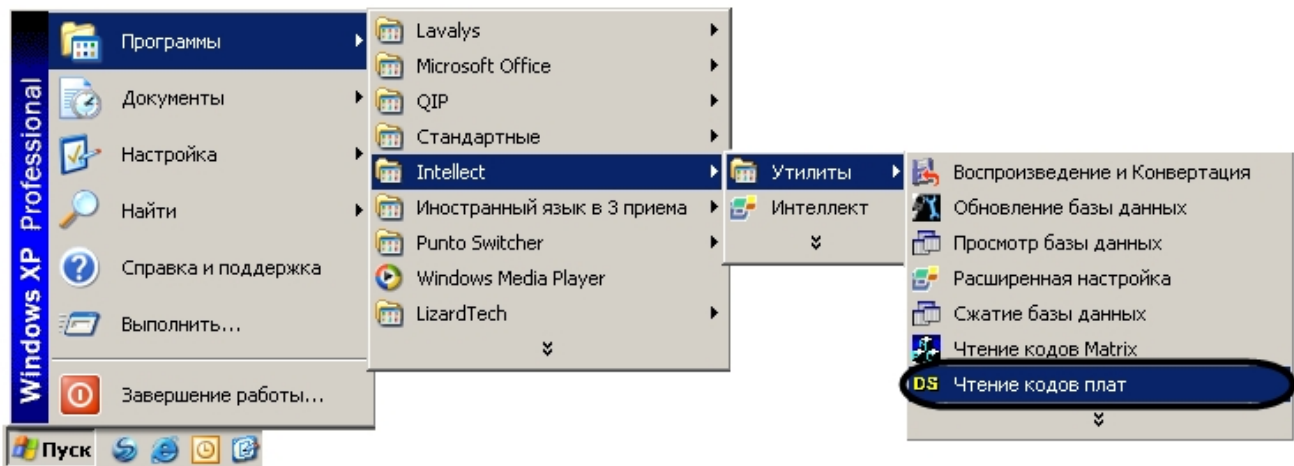 Windows XP Professional
Программы
Документы
Настройка
Найти
Справка и поддержка
Выполнить...
Завершение работы...
Пуск
Lavalys
Microsoft Office
QIP
Стандартные
Intellect
Иностранный язык в 3 приема
Punto Switcher
Windows Media Player
LizardTech
Утилиты
Интеллект
Воспроизведение и Конвертация
Обновление базы данных
Просмотр базы данных
Расширенная настройка
Сжатие базы данных
Чтение кодов Matrix
DS Чтение кодов плат